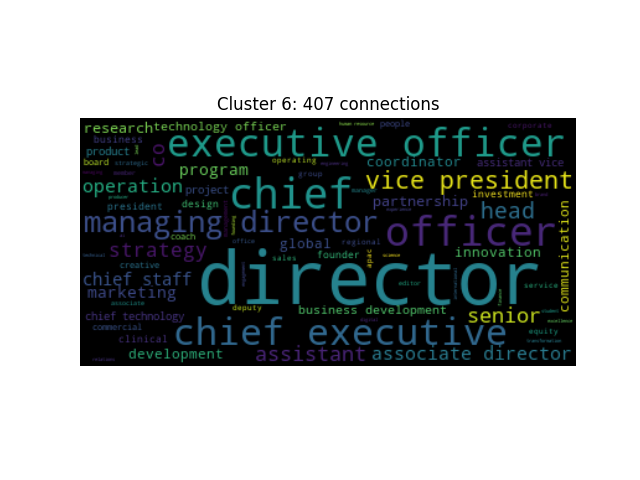 Cluster 6: 407 connections
research technology officer people corporate
business co executive officer
product coordinator assistant vice
board strategic operating
program group vice president
operation project chief investment
president design partnership head
managing director officer
coach office global regional
strategy founder innovation communication
creative sales apac science
chief staff director editor service
marketing
associate deputy business development
chief technology senior
commercial chief executive equity
clinical
development assistant associate director